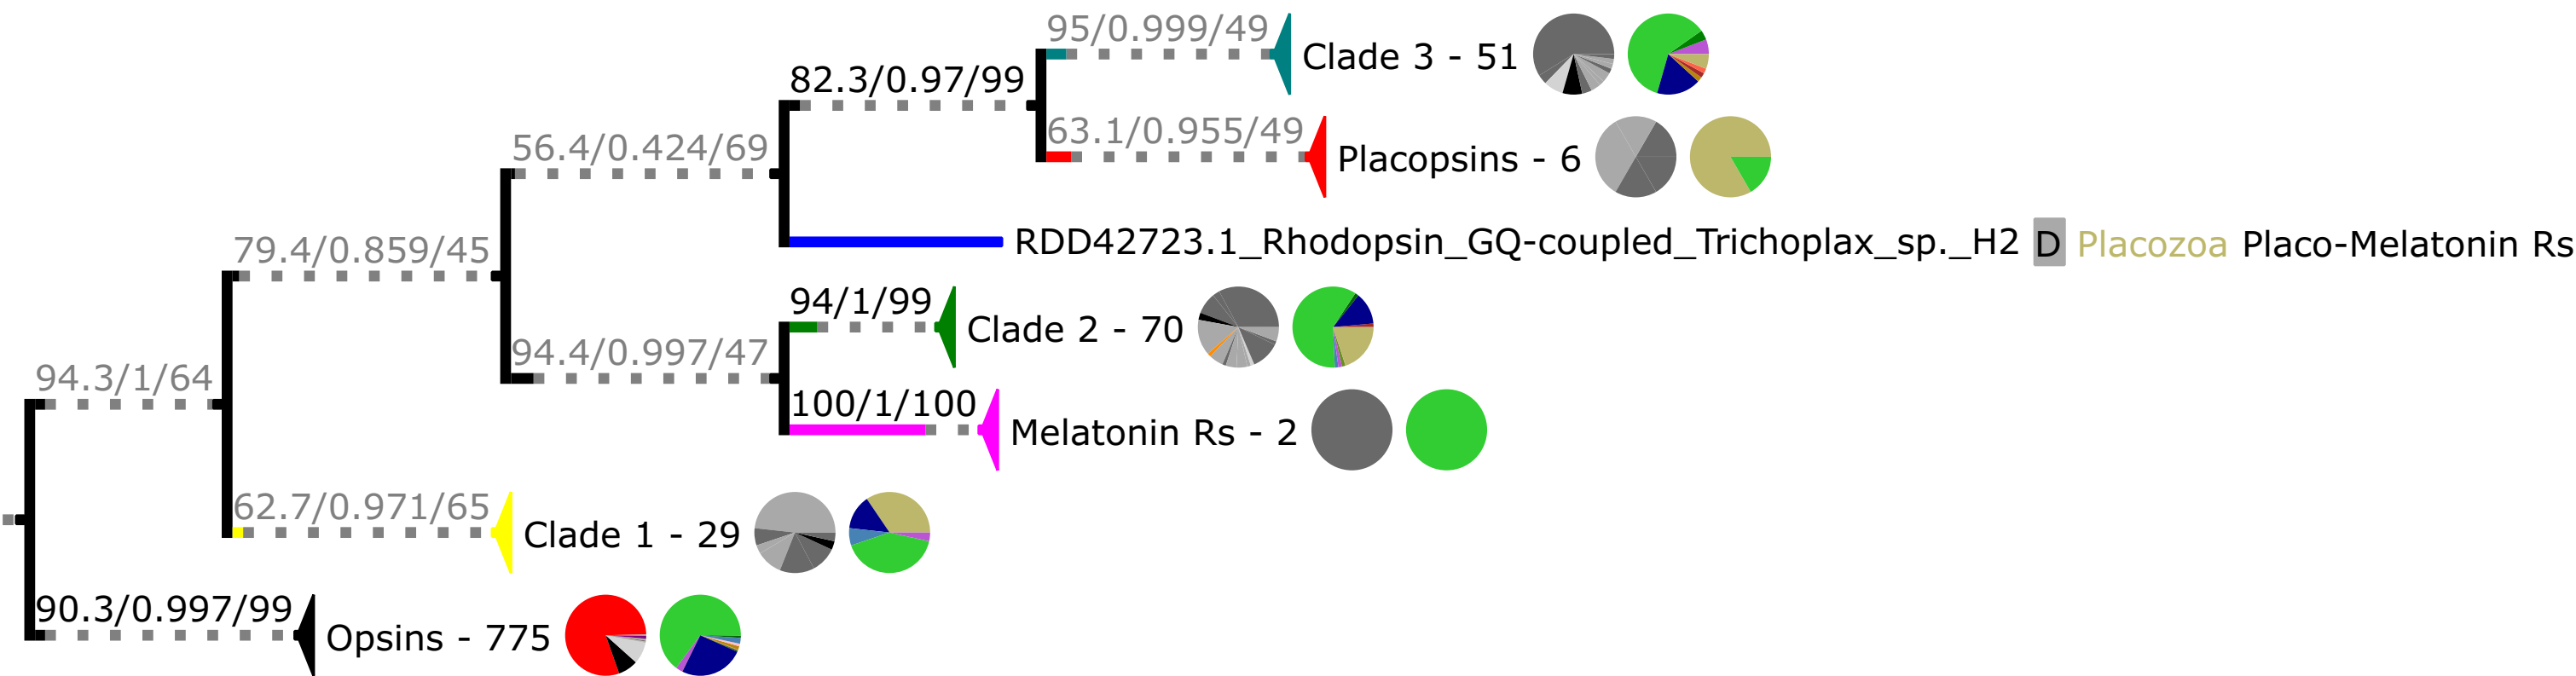 95/0.999/49
Clade 3 - 51
82.3/0.97/99
63.1/0.955/49
Placopsins - 6
56.4/0.424/69
RDD42723.1_Rhodopsin_GQ-coupled_Trichoplax_sp._H2 D Placozoa Placo-Melatonin Rs
79.4/0.859/45
94/1/99
Clade 2 - 70
94.4/0.997/47
100/1/100
Melatonin Rs - 2
94.3/1/64
62.7/0.971/65
Clade 1 - 29
90.3/0.997/99
Opsins - 775